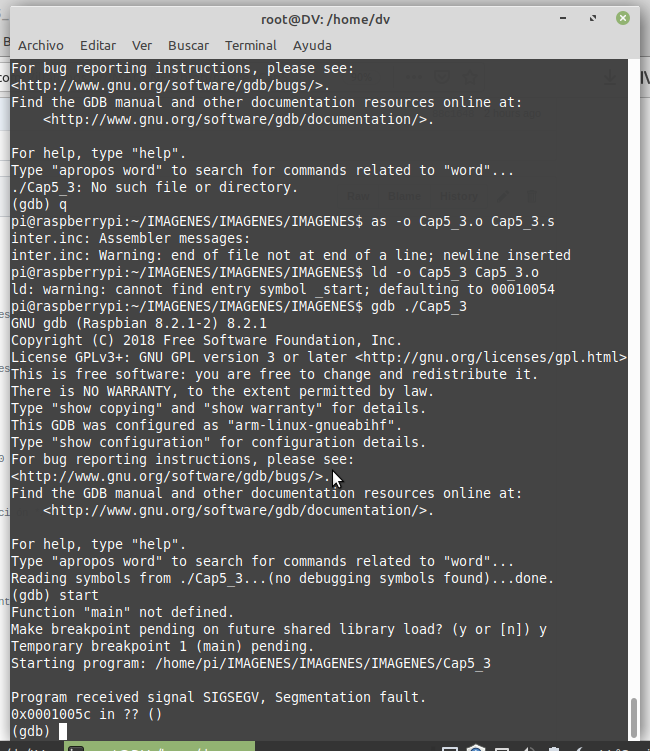 root@DV: /home/dv
Archivo Editar Ver Buscar Terminal Ayuda
For bug reporting instructions, please see:
<http://www.gnu.org/software/gdb/bugs/>.
Find the GDB manual and other documentation resources online at:
<http://www.gnu.org/software/gdb/documentation/>.
For help, type "help".
Type "apropos word" to search for commands related to "word"...
./Cap5_3: No such file or directory.
(gdb) q
pi@raspberrypi:~/IMAGENES/IMAGENES/IMAGENES$ as -o Cap5_3.o Cap5_3.s
inter.inc: Assembler messages:
inter.inc: Warning: end of file not at end of a line; newline inserted
pi@raspberrypi:~/IMAGENES/IMAGENES/IMAGENES$ ld -o Cap5_3 Cap5_3.o
ld: warning: cannot find entry symbol _start; defaulting to 00010054
pi@raspberrypi:~/IMAGENES/IMAGENES/IMAGENES$ gdb ./Cap5_3
GNU gdb (Raspbian 8.2.1-2) 8.2.1
Copyright (C) 2018 Free Software Foundation, Inc.
License GPLv3+: GNU GPL version 3 or later <http://gnu.org/licenses/gpl.html>
This is free software: you are free to change and redistribute it.
There is NO WARRANTY, to the extent permitted by law.
Type "show copying" and "show warranty" for details.
This GDB was configured as "arm-linux-gnueabihf".
Type "show configuration" for configuration details.
For bug reporting instructions, please see:
<http://www.gnu.org/software/gdb/bugs/>.
Find the GDB manual and other documentation resources online at:
<http://www.gnu.org/software/gdb/documentation/>.
For help, type "help".
Type "apropos word" to search for commands related to "word"...
Reading symbols from ./Cap5_3...(no debugging symbols found)...done.
(gdb) start
Function "main" not defined.
Make breakpoint pending on future shared library load? (y or [n]) y
Temporary breakpoint 1 (main) pending.
Starting program: /home/pi/IMAGENES/IMAGENES/IMAGENES/Cap5_3
Program received signal SIGSEGV, Segmentation fault.
0x0001005c in ?? ()
(gdb)